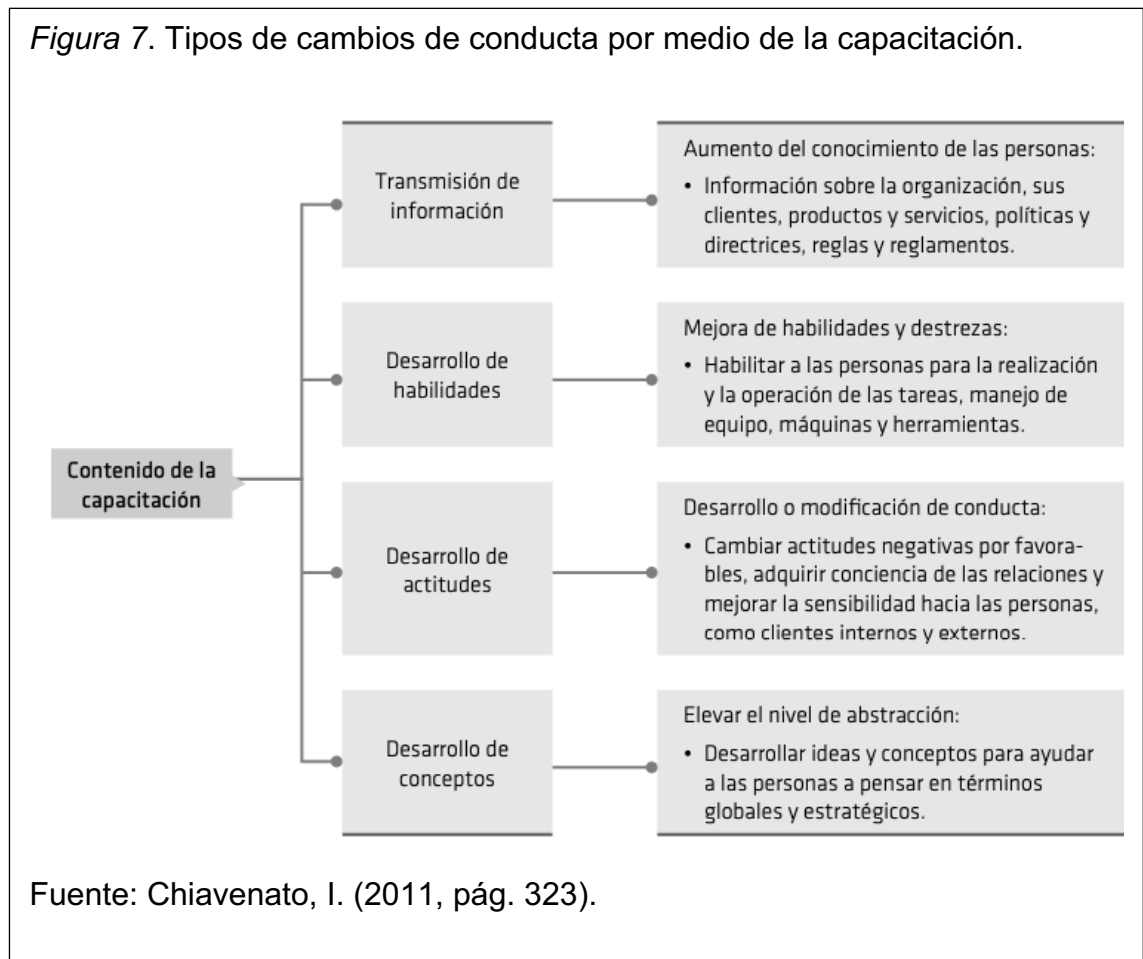 Figura 7. Tipos de cambios de conducta por medio de la capacitación.
Contenido de la
capacitación
Transmisión de
información
Aumento del conocimiento de las personas:
• Información sobre la organización, sus
clientes, productos y servicios, políticas y
directrices, reglas y reglamentos.
Desarrollo de
habilidades
Mejora de habilidades y destrezas:
• Habilitar a las personas para la realización
y la operación de las tareas, manejo de
equipo, máquinas y herramientas.
Desarrollo de
actitudes
Desarrollo o modificación de conducta:
• Cambiar actitudes negativas por favora-
bles, adquirir conciencia de las relaciones y
mejorar la sensibilidad hacia las personas,
como clientes internos y externos.
Desarrollo de
conceptos
Elevar el nivel de abstracción:
• Desarrollar ideas y conceptos para ayudar
a las personas a pensar en términos
globales y estratégicos.
Fuente: Chiavenato, I. (2011, pág. 323).